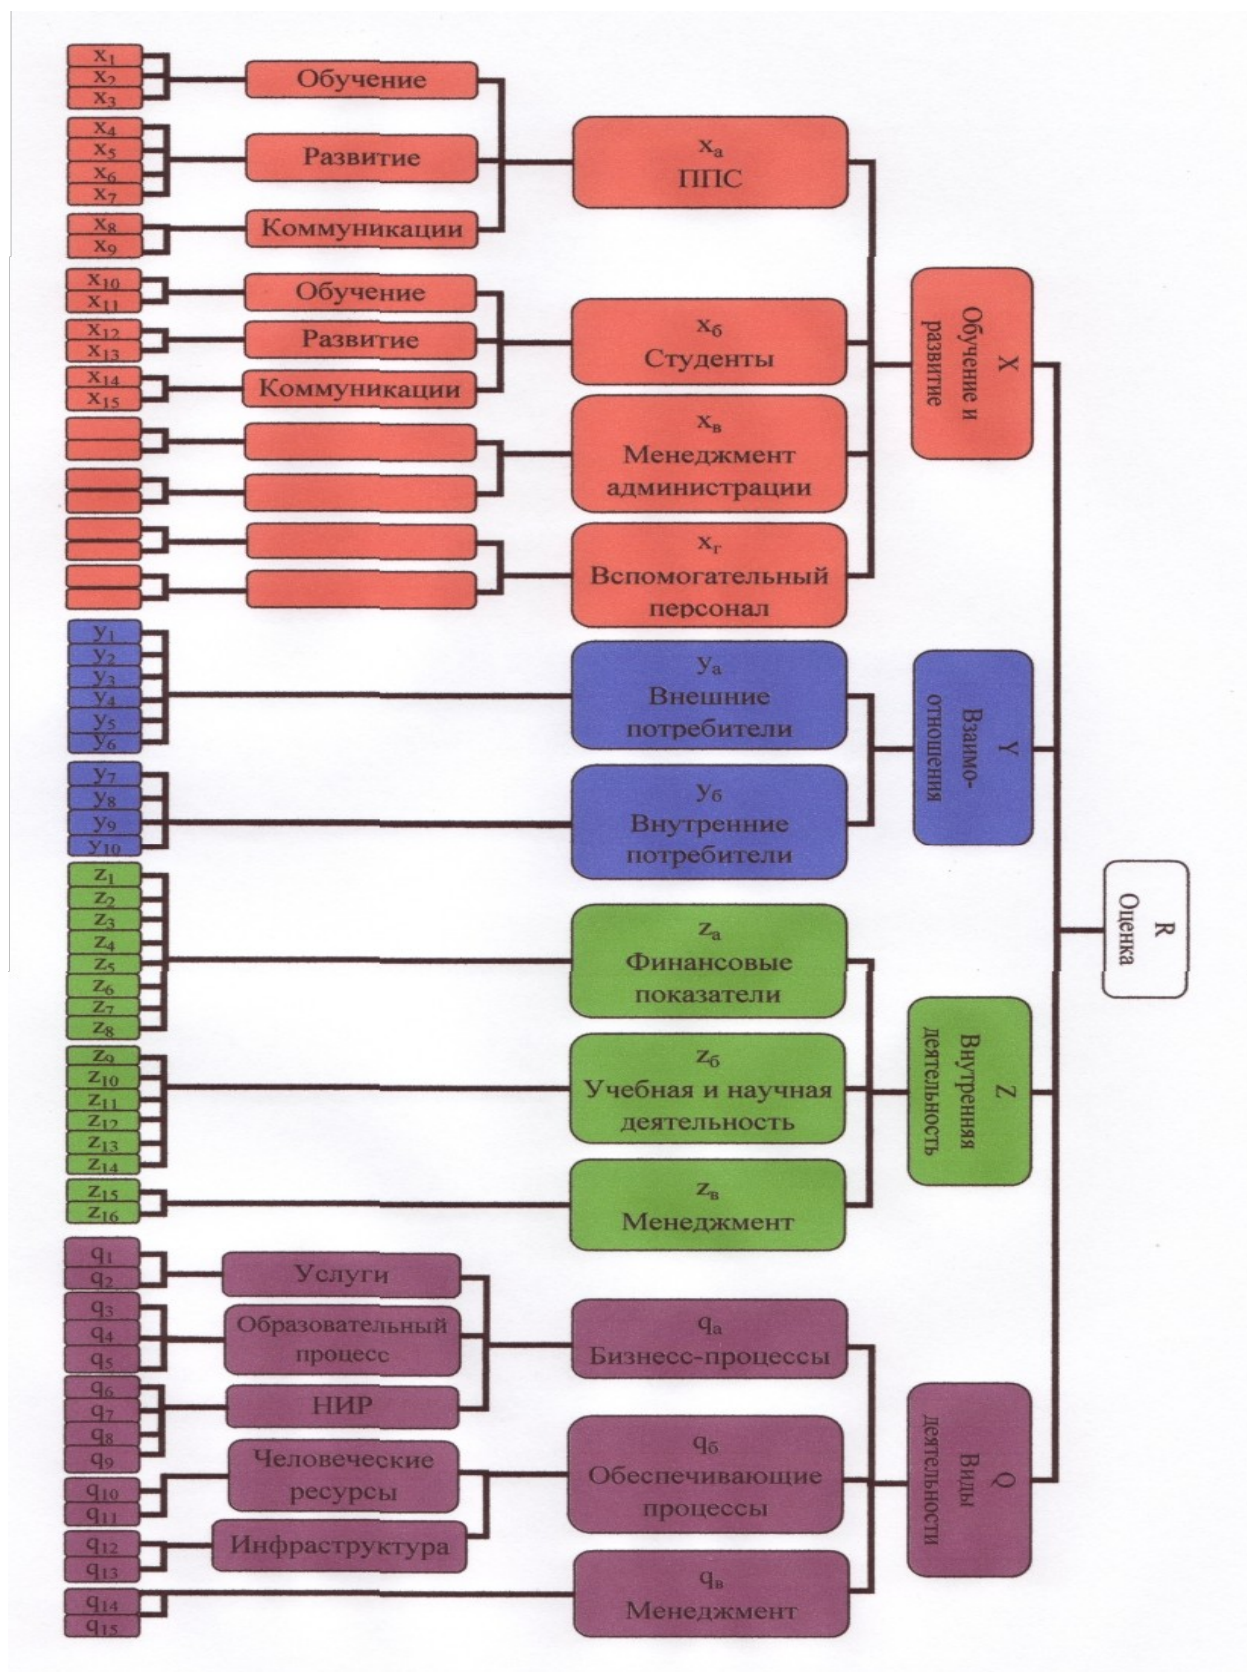 x1
x2
x3
Обучение
x4
x5
x6
x7
Развитие
x8
x9
Коммуникации
xа
ППС
x10
x11
Обучение
x12
x13
Развитие
x14
x15
Коммуникации
xб
Студенты
xв
Менеджмент
администрации
xг
Вспомогательный
персонал
X
Обучение и
развитие
y1
y2
y3
y4
y5
y6
yа
Внешние
потребители
y7
y8
y9
y10
yб
Внутренние
потребители
Y
Взаимо-
отношения
R
Оценка
z1
z2
z3
z4
z5
z6
z7
z8
zа
Финансовые
показатели
z9
z10
z11
z12
z13
z14
zб
Учебная и научная
деятельность
z15
z16
zв
Менеджмент
Z
Внутренняя
деятельность
q1
q2
Услуги
q3
q4
q5
Образовательный
процесс
q6
q7
q8
q9
НИР
qа
Бизнесс-процессы
q10
q11
Человеческие
ресурсы
q12
q13
Инфраструктура
qб
Обеспечивающие
процессы
q14
q15
qв
Менеджмент
Q
Виды
деятельности